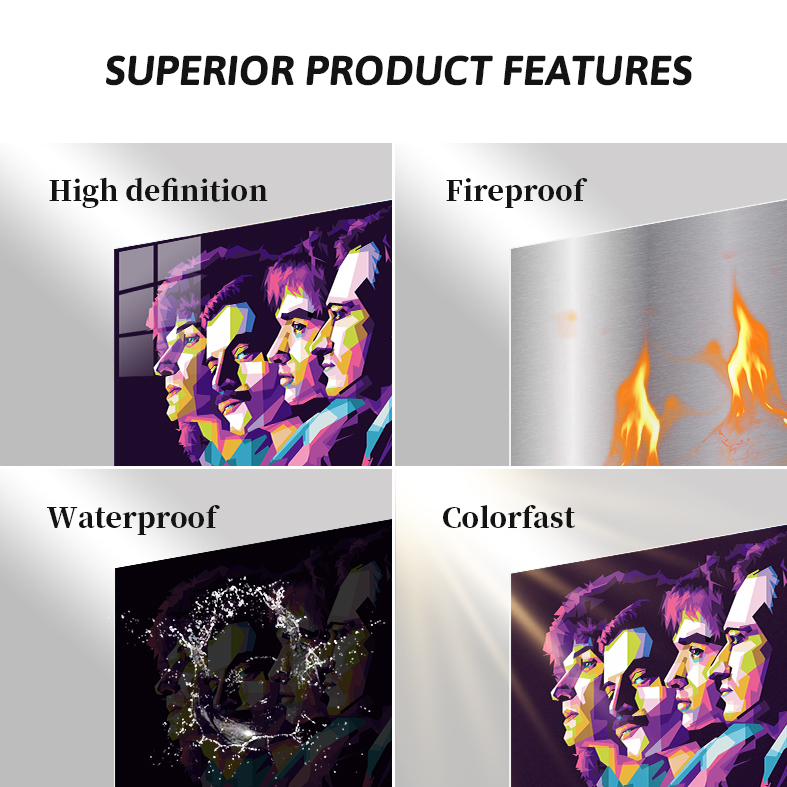 SUPERIOR PRODUCT FEATURES
High definition
Fireproof
Waterproof
Colorfast